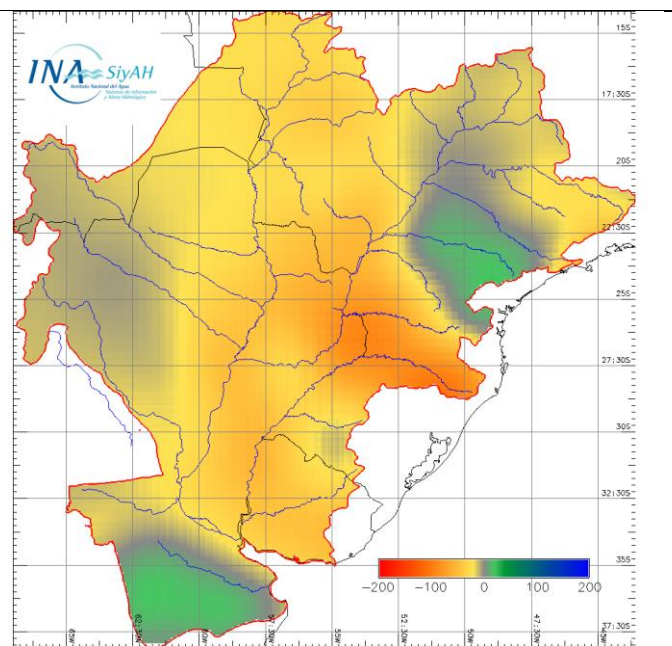 INA SiyAH
Instituto Nacional del Agua
Sistema de Información
y Alerta Hidrológico
15S
17:30S
20S
22:30S
25S
27:30S
30S
32:30S
35S
37:30S
65W
62:30W
60W
57:30W
55W
52:30W
50W
47:30W
45W
−200 −100 0 100 200